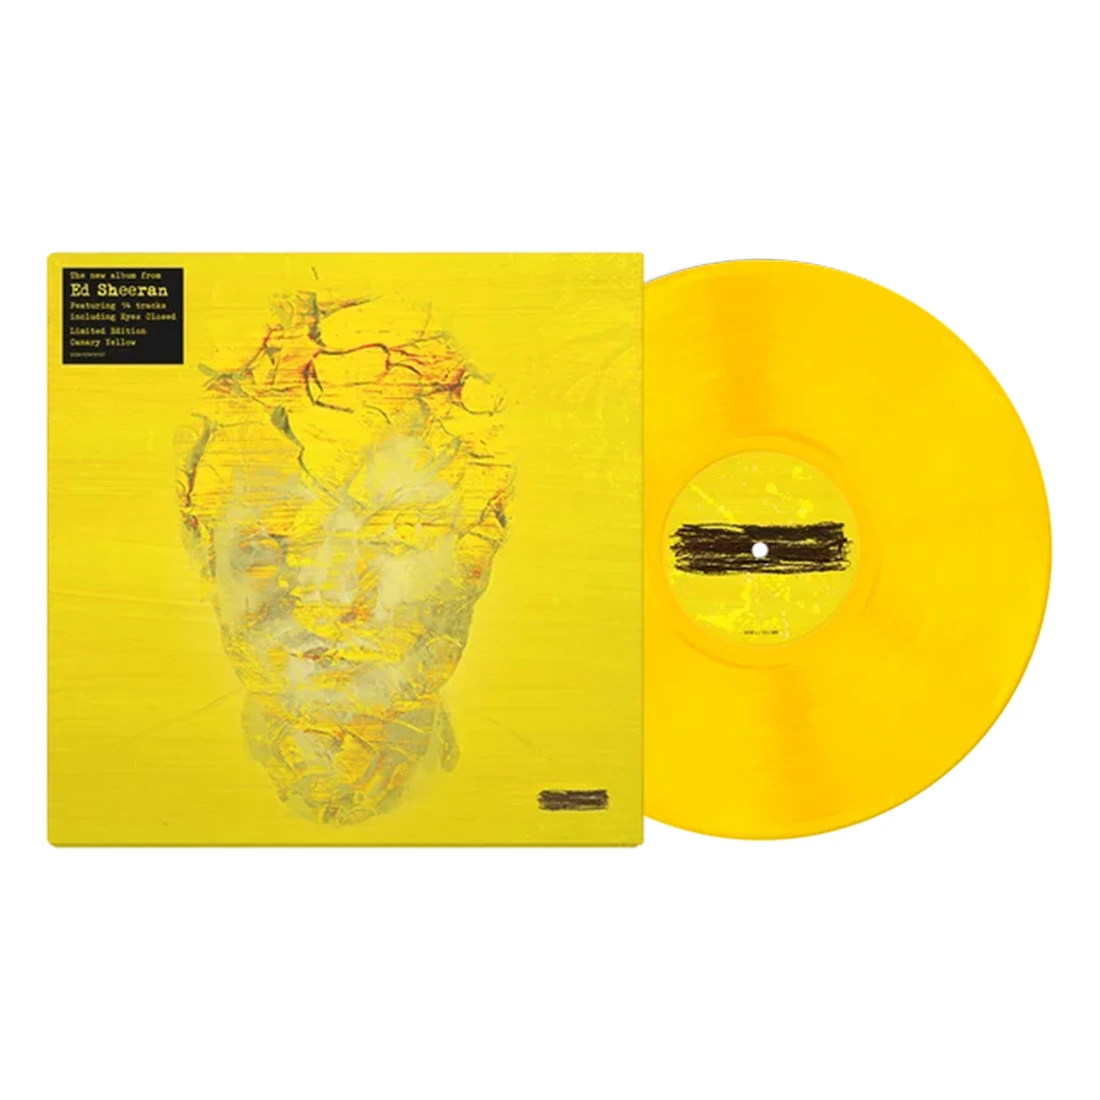 The new album from
Ed Sheeran
Featuring 14 tracks
including Eyes Closed
Limited Edition
Canary Yellow